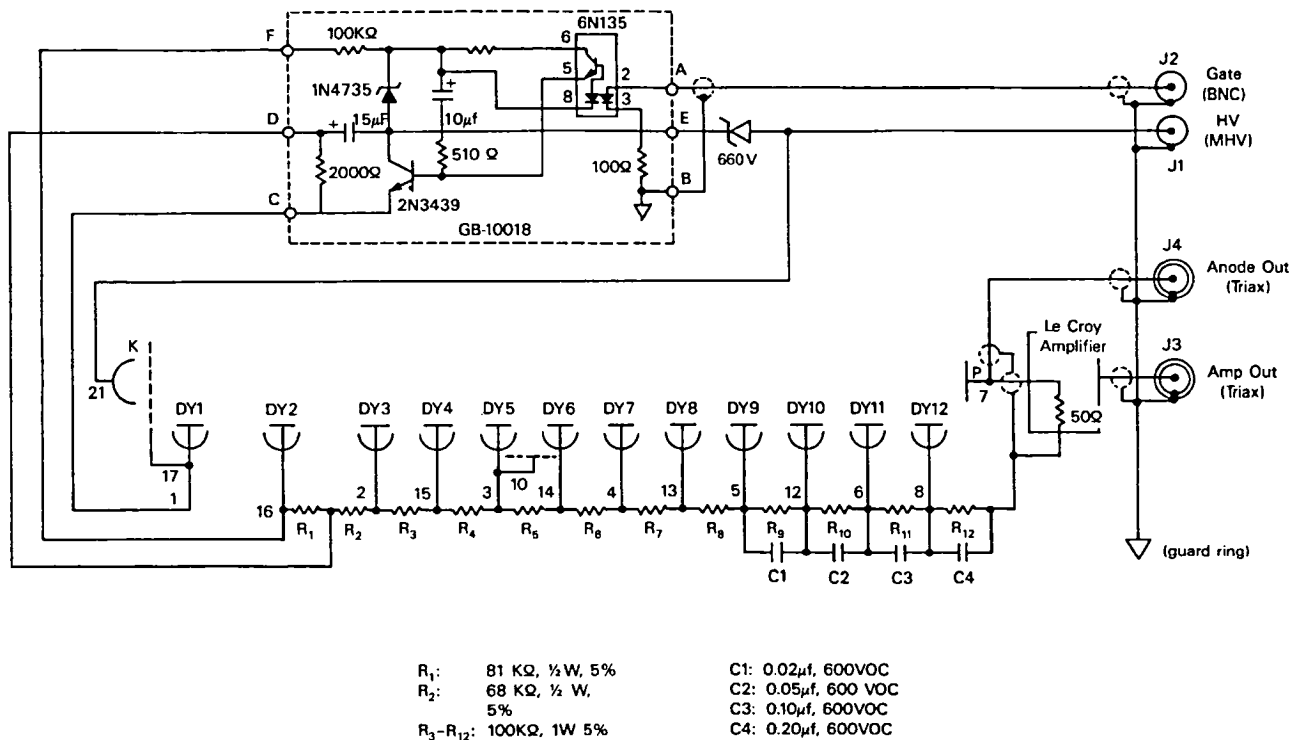 6N135
F
100KΩ
6
5
8
2
3
A
J2
Gate
(BNC)
1N4735
+
D
15μF
+
10μf
E
HV
(MHV)
J1
510 Ω
660 V
2000Ω
100Ω
B
C
2N3439
GB-10018
J4
Anode Out
(Triax)
Le Croy
Amplifier
J3
Amp Out
(Triax)
K
21
P
7
50Ω
DY1
DY2
DY3
DY4
DY5
DY6
DY7
DY8
DY9
DY10
DY11
DY12
17
1
16
2
15
3
10
14
4
13
5
12
6
8
R1
R2
R3
R4
R5
R6
R7
R8
R9
R10
R11
R12
C1
C2
C3
C4
(guard ring)
R1: 81 KΩ, ½W, 5%
R2: 68 KΩ, ½ W,
5%
R3-R12: 100KΩ, 1W 5%
C1: 0.02μf, 600VOC
C2: 0.05μf, 600 VOC
C3: 0.10μf, 600VOC
C4: 0.20μf, 600VOC